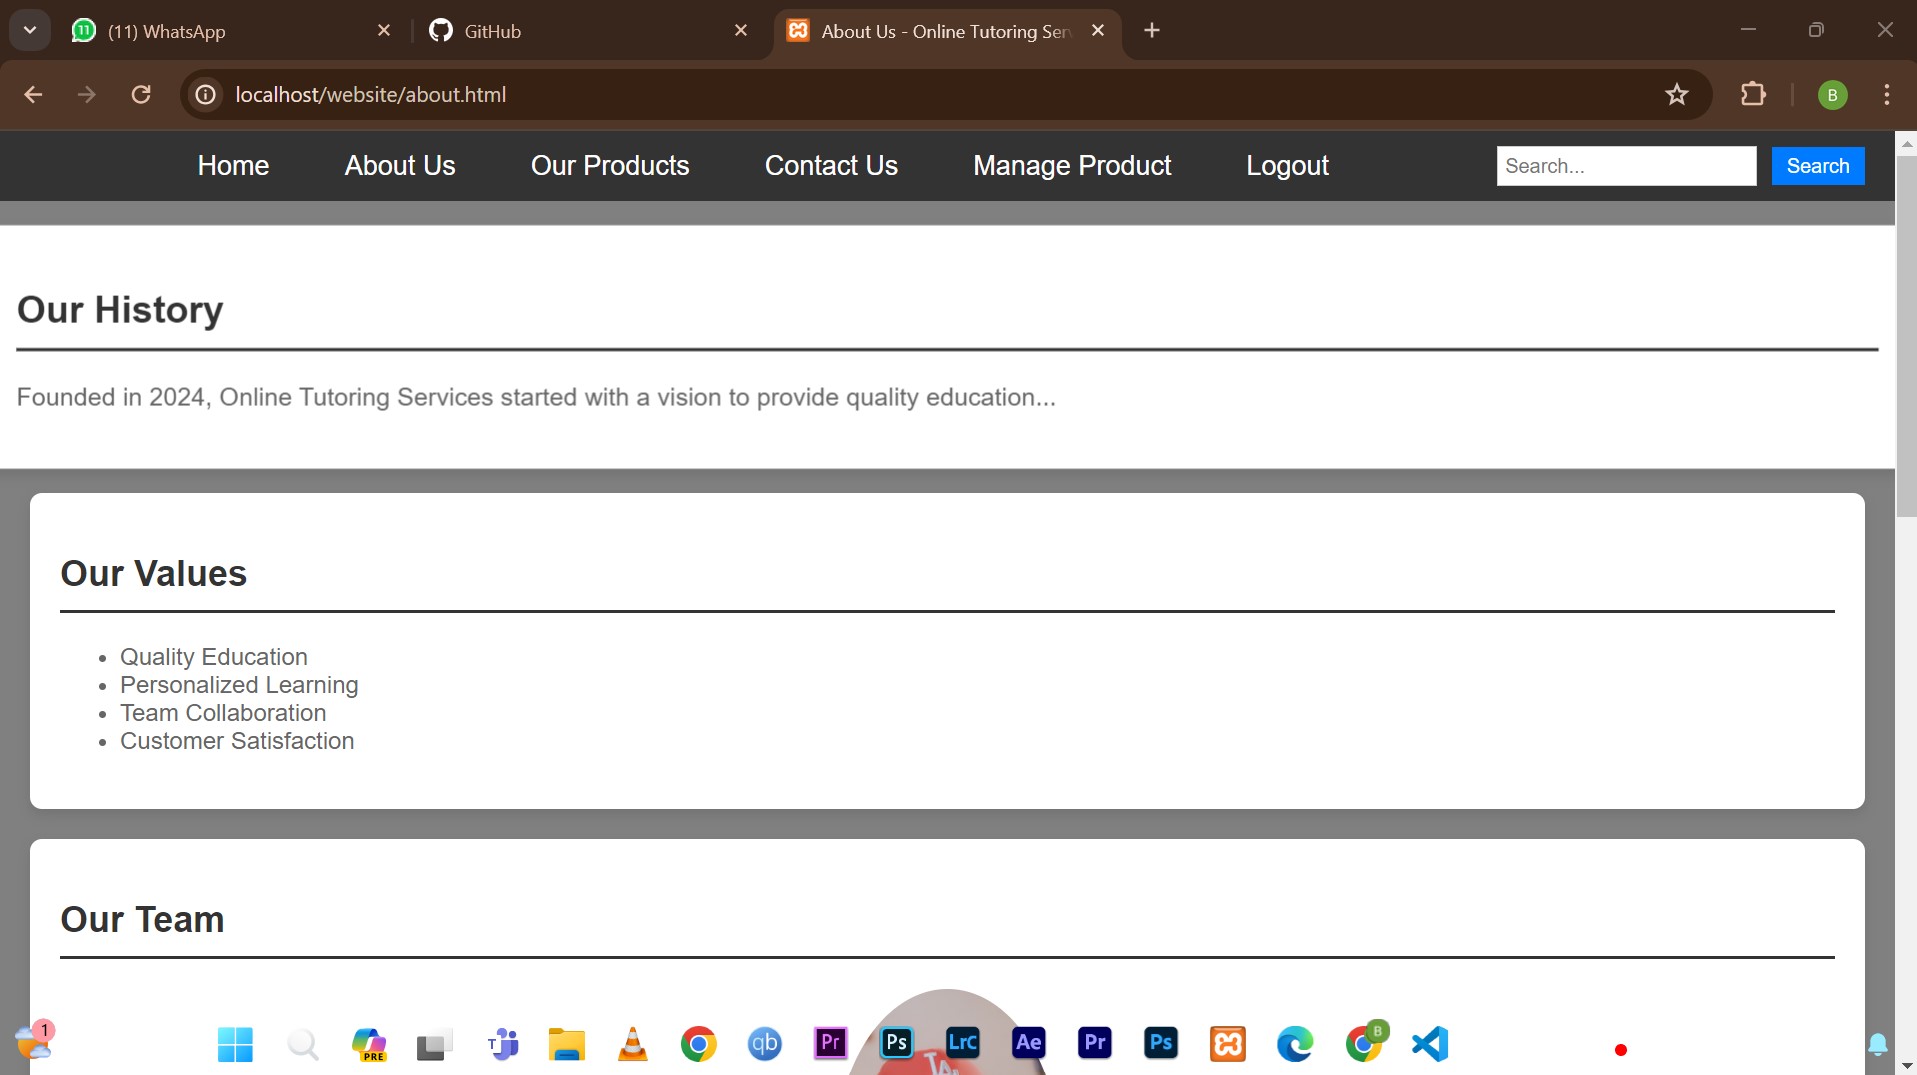 11 (11) WhatsApp
GitHub
About Us - Online Tutoring Ser
localhost/website/about.html
B
Home About Us Our Products Contact Us Manage Product Logout Search... Search
Our History
Founded in 2024, Online Tutoring Services started with a vision to provide quality education...
Our Values
• Quality Education
• Personalized Learning
• Team Collaboration
• Customer Satisfaction
Our Team
1 PRE T qb Pr Ps LrC Ae Pr Ps B